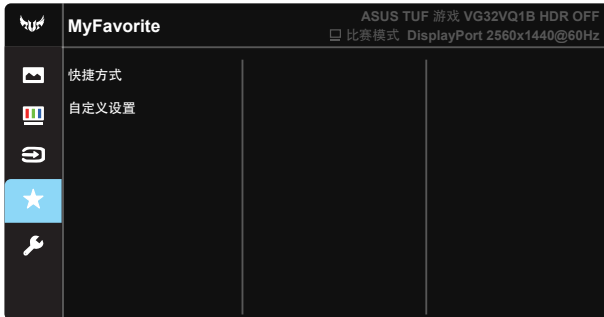 MyFavorite
ASUS TUF 游戏 VG32VQ1B HDR OFF
比赛模式 DisplayPort 2560x1440@60Hz
快捷方式
自定义设置